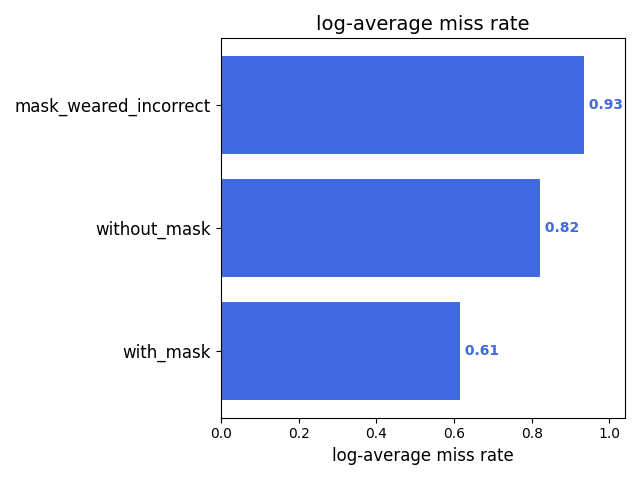 log-average miss rate
mask_weared_incorrect
0.93
without_mask
0.82
with_mask
0.61
0.0 0.2 0.4 0.6 0.8 1.0
log-average miss rate